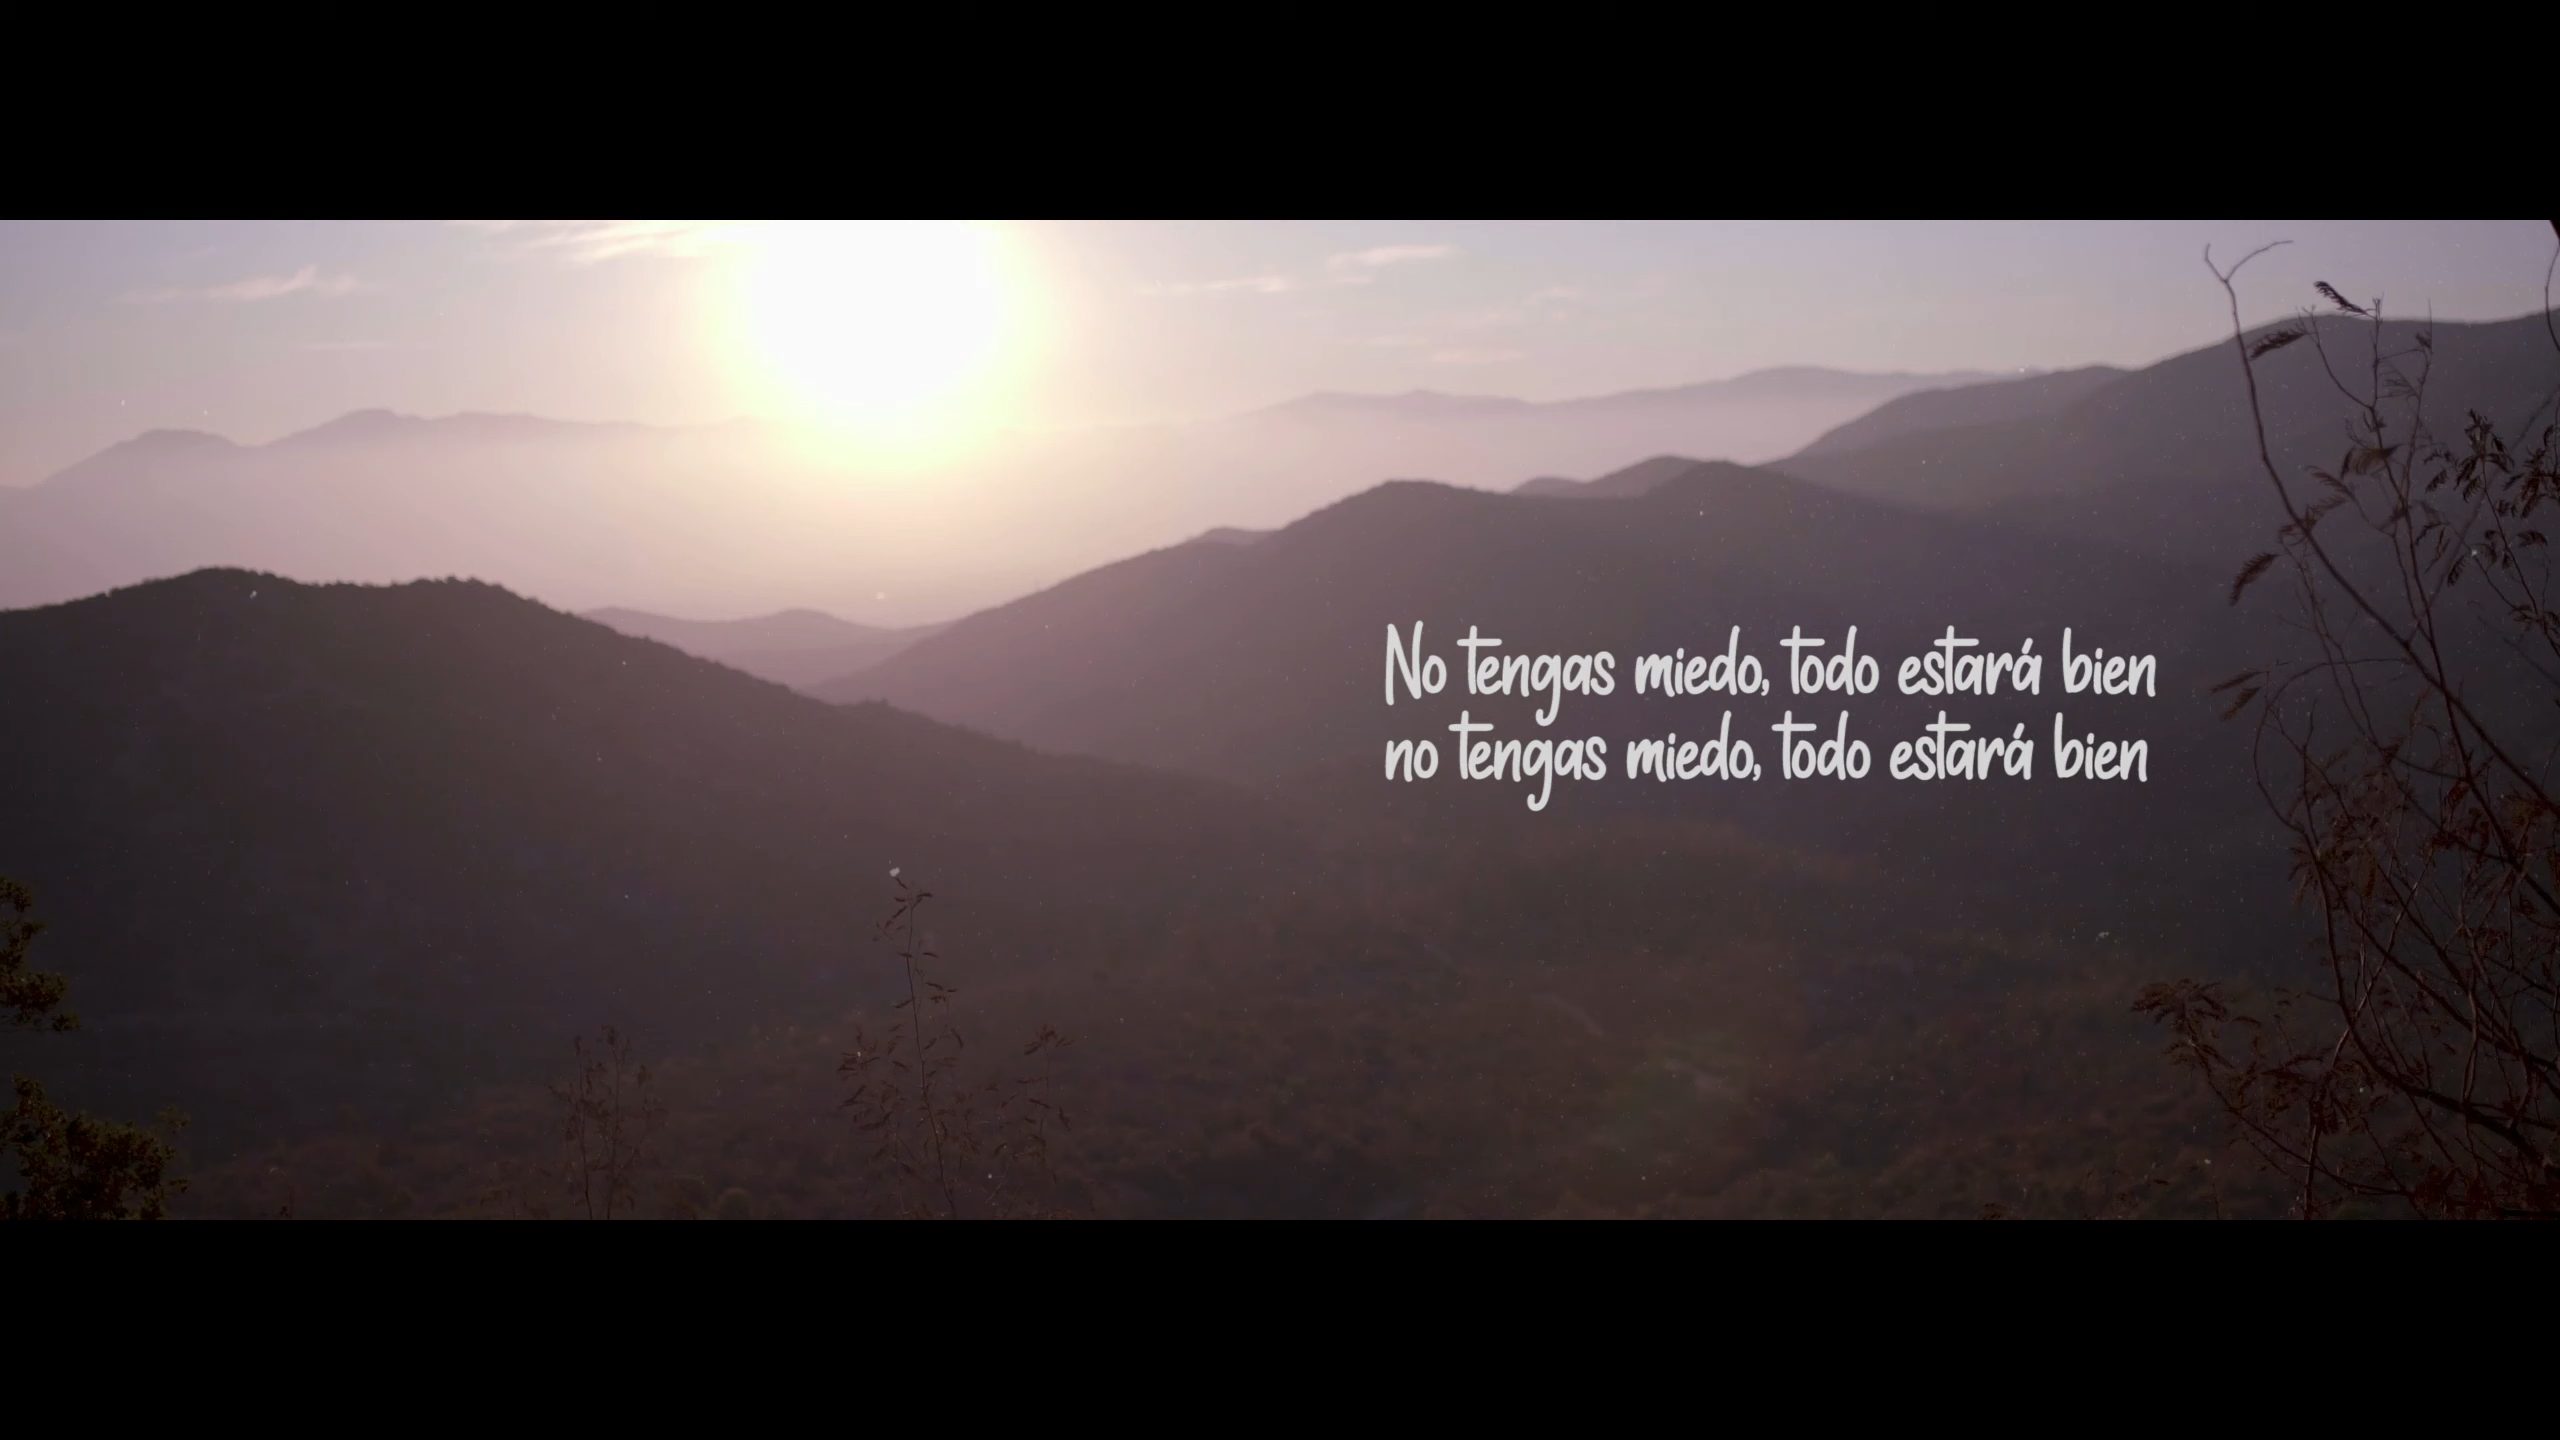 No tengas miedo, todo estará bien
no tengas miedo, todo estará bien